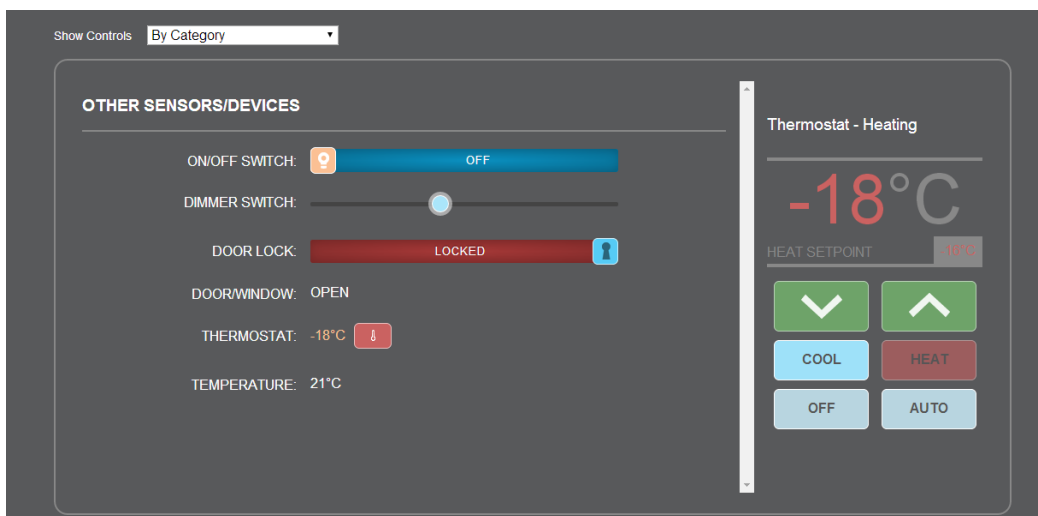 Show Controls By Category
OTHER SENSORS/DEVICES
ON/OFF SWITCH: OFF
DIMMER SWITCH:
DOOR LOCK: LOCKED
DOOR/WINDOW: OPEN
THERMOSTAT: -18°C
TEMPERATURE: 21°C
Thermostat - Heating
-18°C
HEAT SETPOINT
COOL HEAT
OFF AUTO